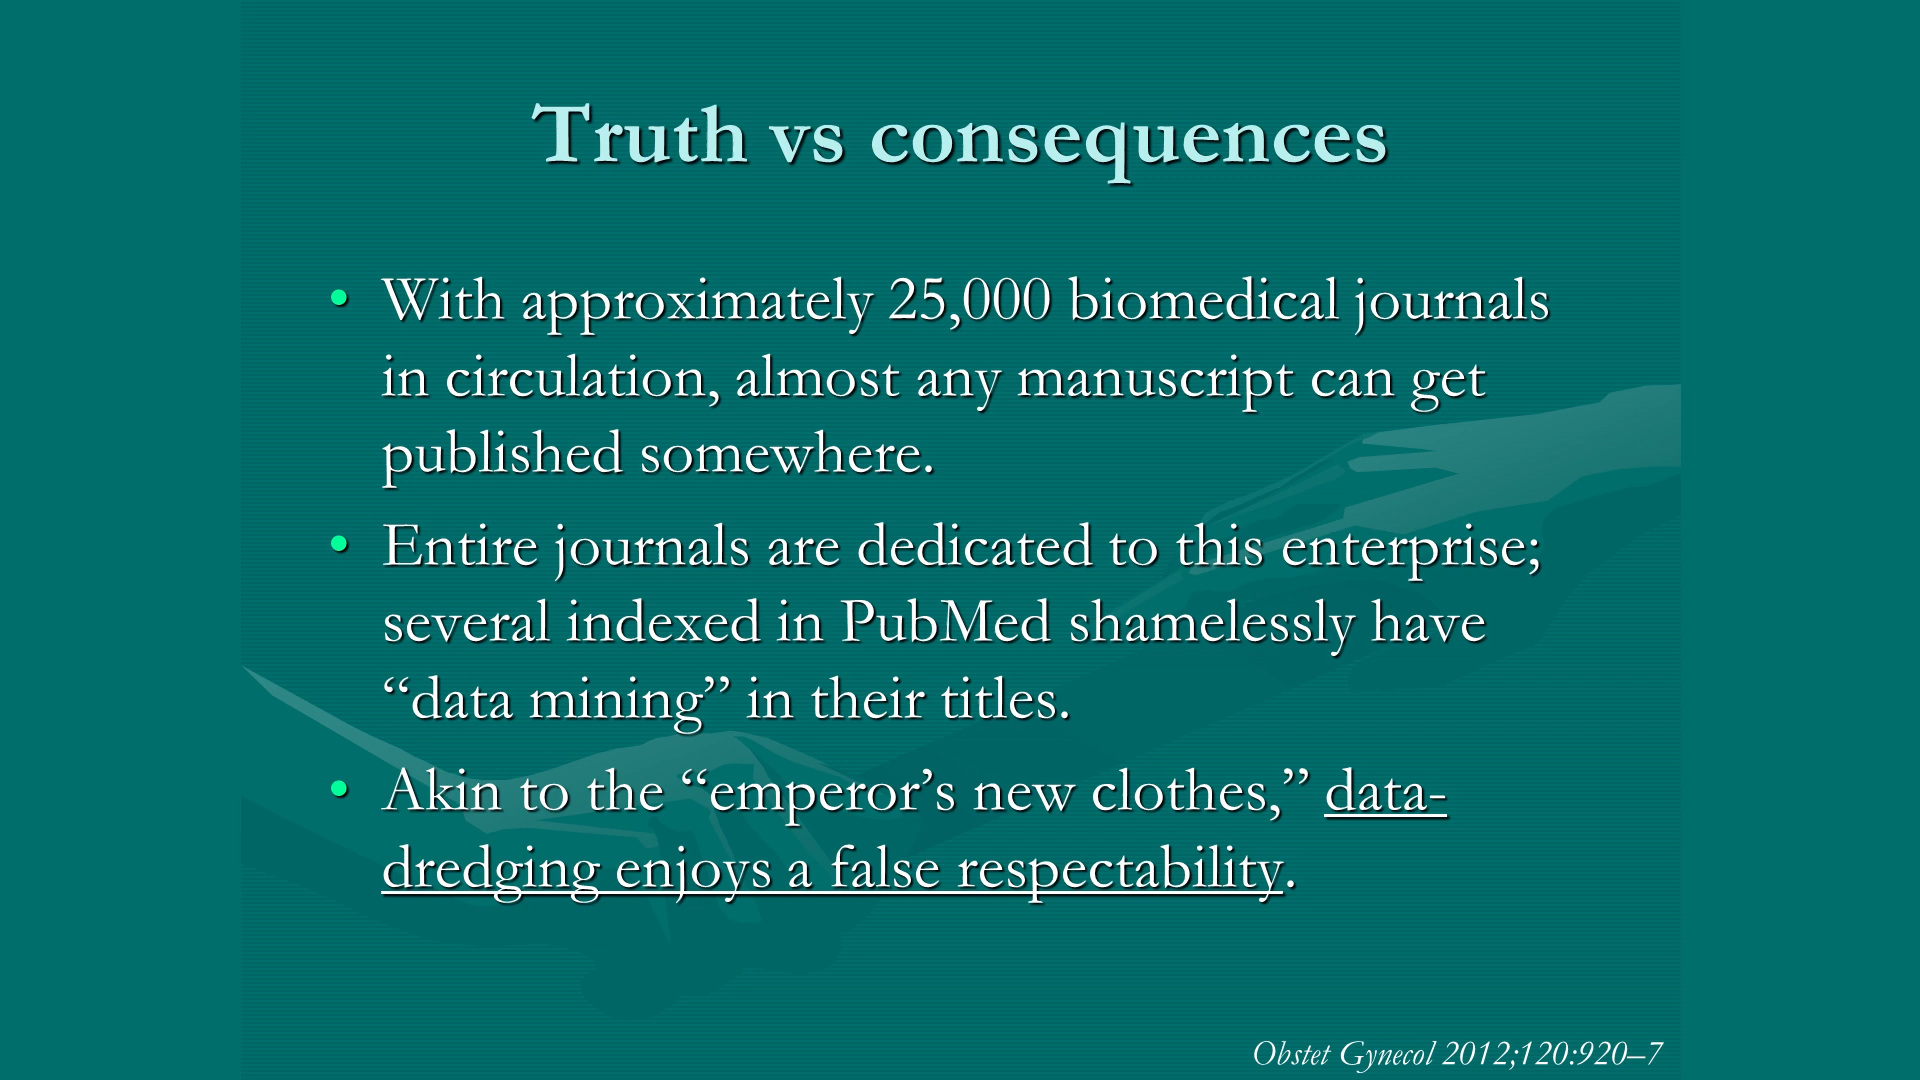 Truth vs consequences
• With approximately 25,000 biomedical journals
in circulation, almost any manuscript can get
published somewhere.
• Entire journals are dedicated to this enterprise;
several indexed in PubMed shamelessly have
“data mining” in their titles.
• Akin to the “emperor’s new clothes,” data-
dredging enjoys a false respectability.
Obstet Gynecol 2012;120:920–7